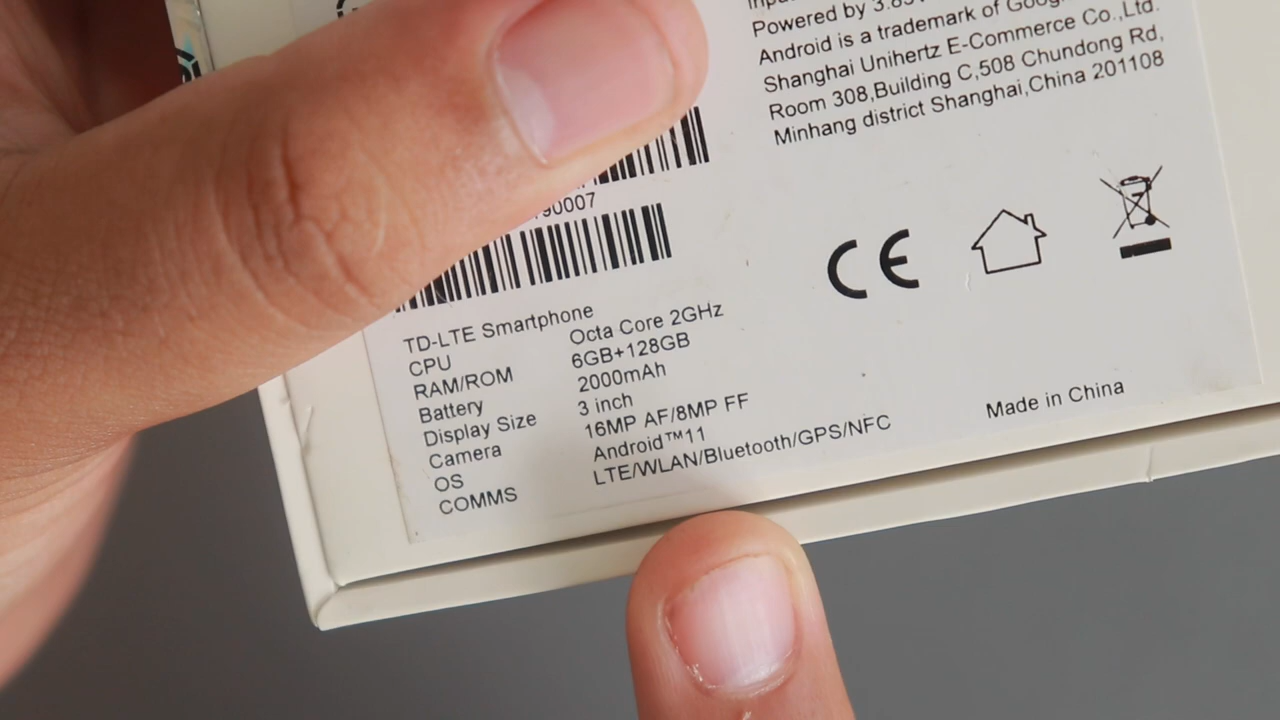 Powered by 3.85
Android is a trademark of Goog
Shanghai Unihertz E-Commerce Co.,Ltd.
Room 308,Building C,508 Chundong Rd,
Minhang district Shanghai,China 201108
90007
CE
TD-LTE Smartphone
CPU Octa Core 2GHz
RAM/ROM 6GB+128GB
Battery 2000mAh
Display Size 3 inch
Camera 16MP AF/8MP FF
OS Android™11
COMMS LTE/WLAN/Bluetooth/GPS/NFC
Made in China